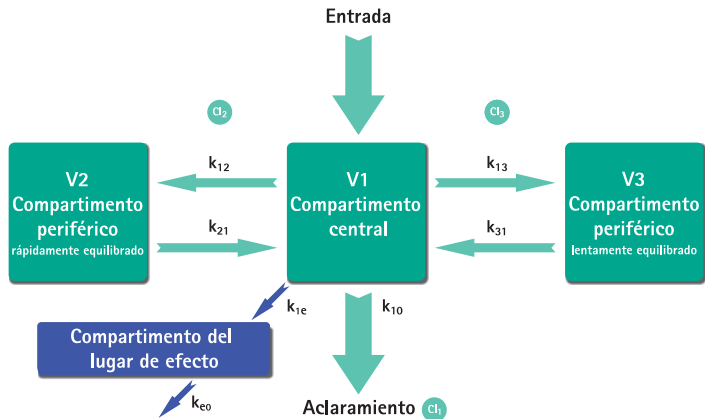 Entrada
Cl₂
Cl₃
k₁₂
k₁₃
V2
Compartimento
periférico
rápidamente equilibrado
V1
Compartimento
central
V3
Compartimento
periférico
lentamente equilibrado
k₂₁
k₃₁
k₁ₑ
k₁₀
Compartimento del
lugar de efecto
kₑ₀
Aclaramiento Cl₁